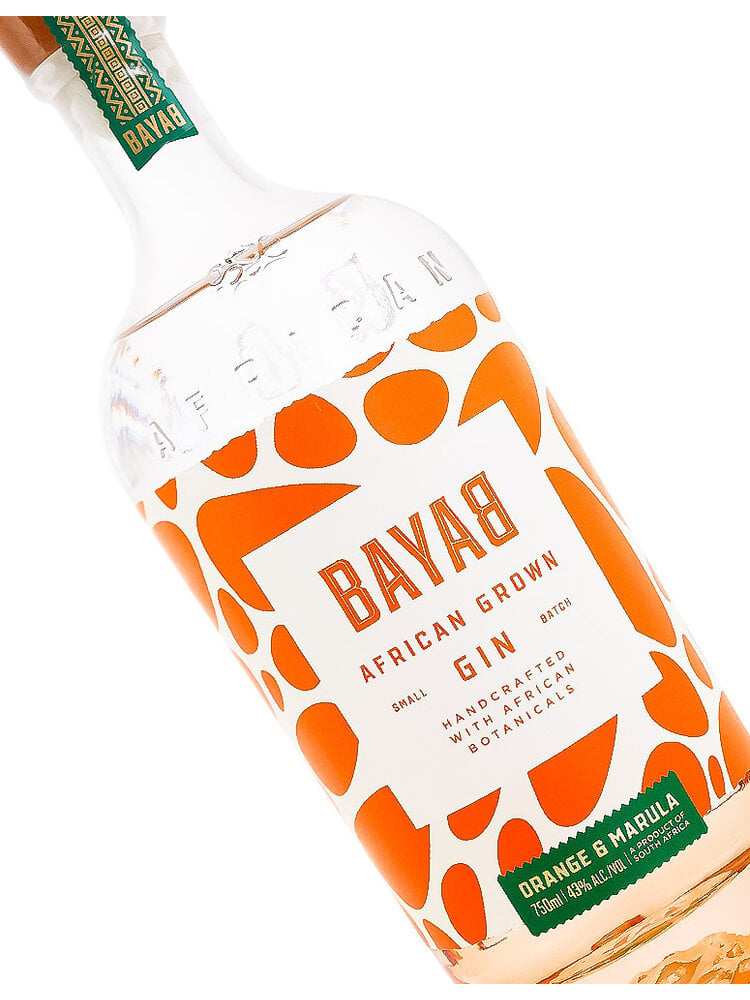 BAYAB
AFRICAN
BAYAB
AFRICAN GROWN
SMALL GIN BATCH
HANDCRAFTED
WITH AFRICAN
BOTANICALS
ORANGE & MARULA
750ml | 43% ALC./VOL
A PRODUCT OF
SOUTH AFRICA